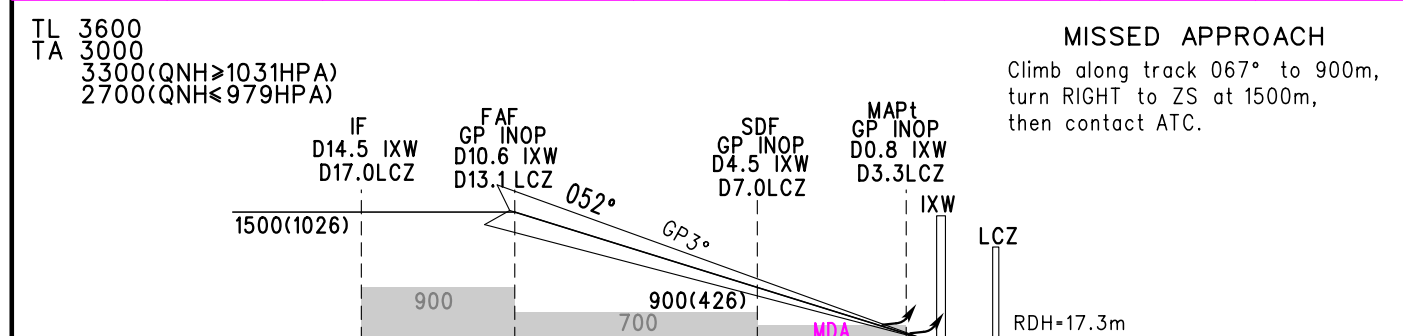 TL 3600
TA 3000
3300(QNH≥1031HPA)
2700(QNH≤979HPA)
MISSED APPROACH
Climb along track 067° to 900m,
turn RIGHT to ZS at 1500m,
then contact ATC.
IF
D14.5 IXW
D17.0LCZ
FAF
GP INOP
D10.6 IXW
D13.1LCZ
SDF
GP INOP
D4.5 IXW
D7.0LCZ
MAPt
GP INOP
D0.8 IXW
D3.3LCZ
IXW
LCZ
052°
GP3°
1500(1026)
900
900(426)
700
MDA
RDH=17.3m